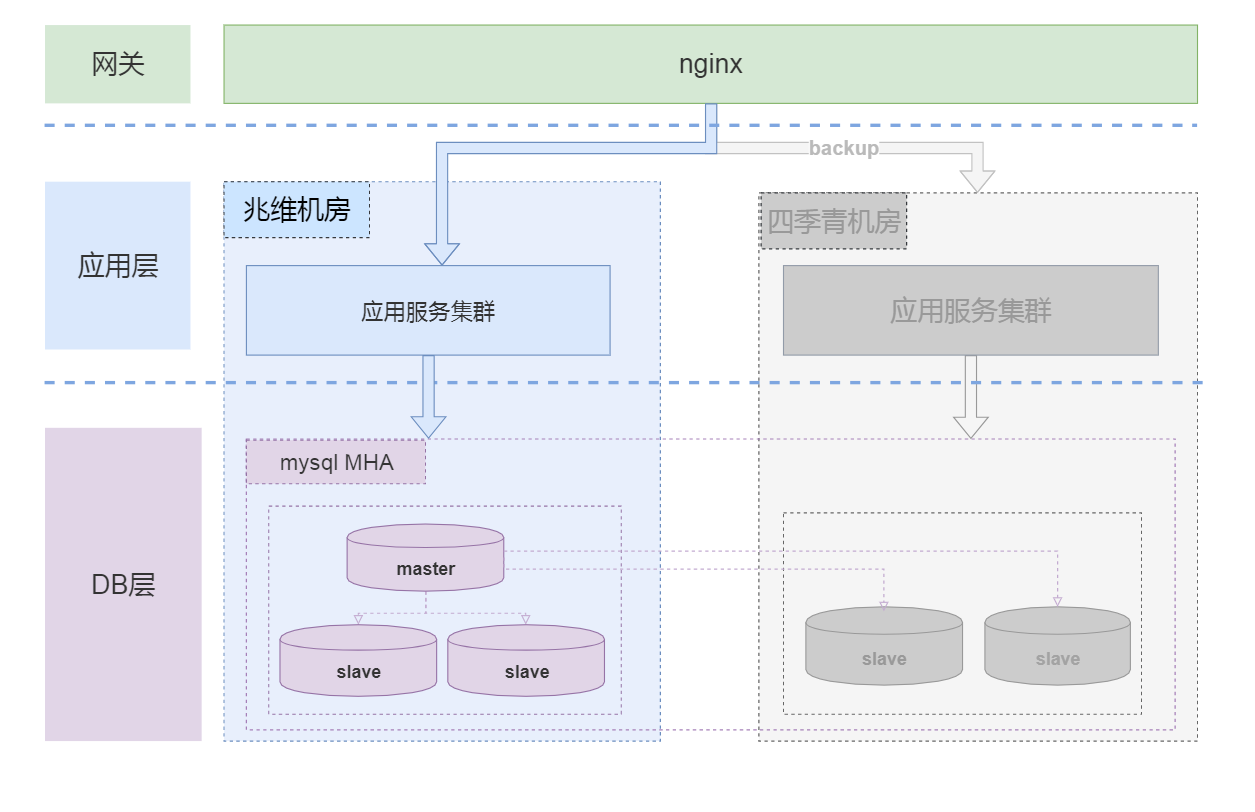 网关
nginx
backup
兆维机房
四季青机房
应用层
应用服务集群
应用服务集群
mysql MHA
DB层
master
slave
slave
slave
slave